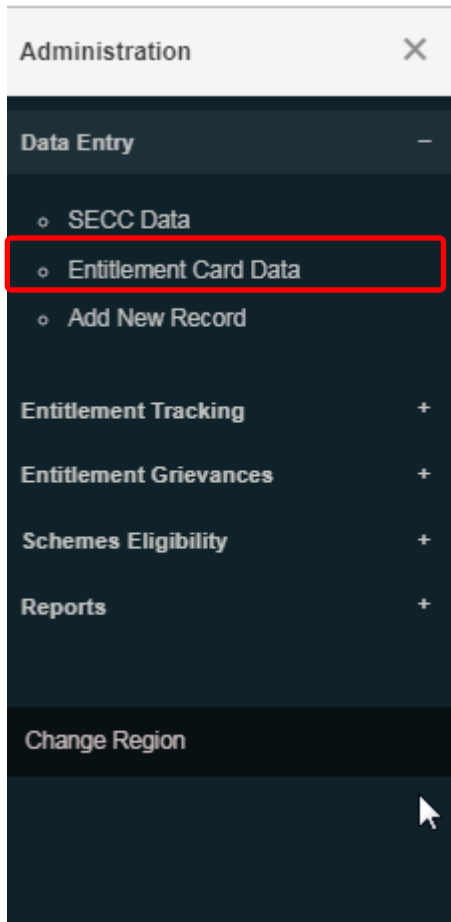 Administration ×
Data Entry −
SECC Data
Entitlement Card Data
Add New Record
Entitlement Tracking +
Entitlement Grievances +
Schemes Eligibility +
Reports +
Change Region